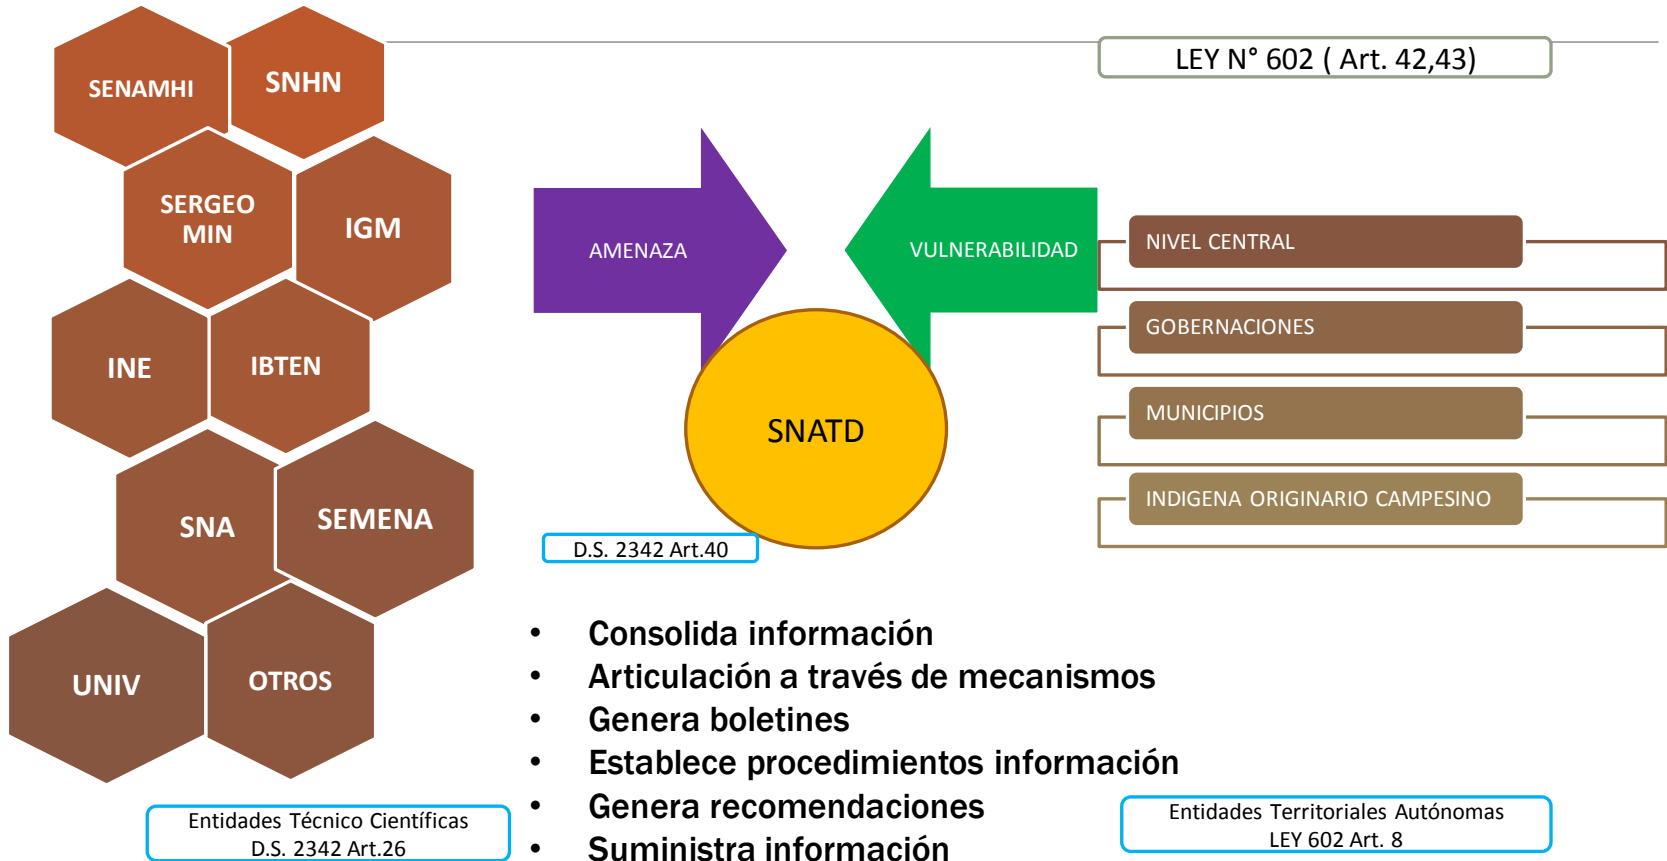 SENAMHI
SNHN
SERGEO
MIN
IGM
INE
IBTEN
SNA
SEMENA
UNIV
OTROS
Entidades Técnico Científicas
D.S. 2342 Art.26
LEY N° 602 ( Art. 42,43)
AMENAZA
VULNERABILIDAD
SNATD
D.S. 2342 Art.40
NIVEL CENTRAL
GOBERNACIONES
MUNICIPIOS
INDIGENA ORIGINARIO CAMPESINO
• Consolida información
• Articulación a través de mecanismos
• Genera boletines
• Establece procedimientos información
• Genera recomendaciones
• Suministra información
Entidades Territoriales Autónomas
LEY 602 Art. 8